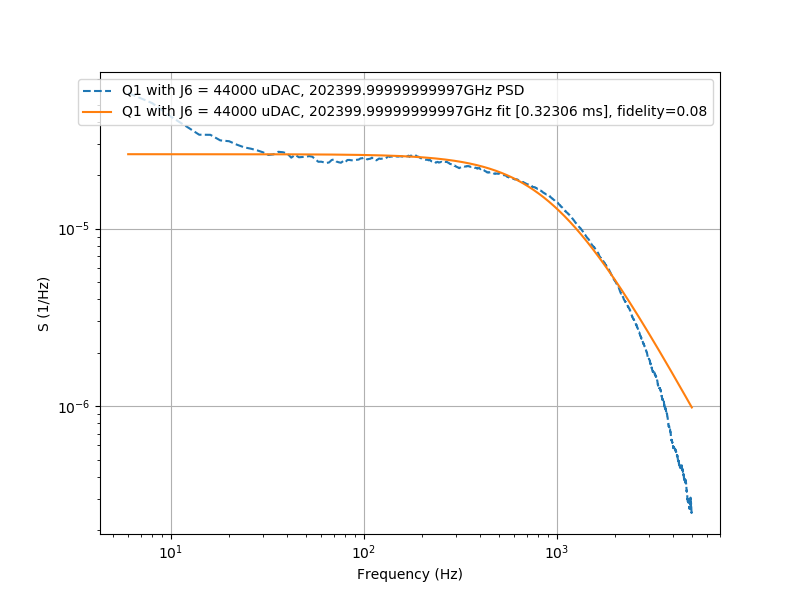 Q1 with J6 = 44000 uDAC, 202399.99999999997GHz PSD
Q1 with J6 = 44000 uDAC, 202399.99999999997GHz fit [0.32306 ms], fidelity=0.08
S (1/Hz)
10⁻⁵
10⁻⁶
10¹ 10² 10³
Frequency (Hz)